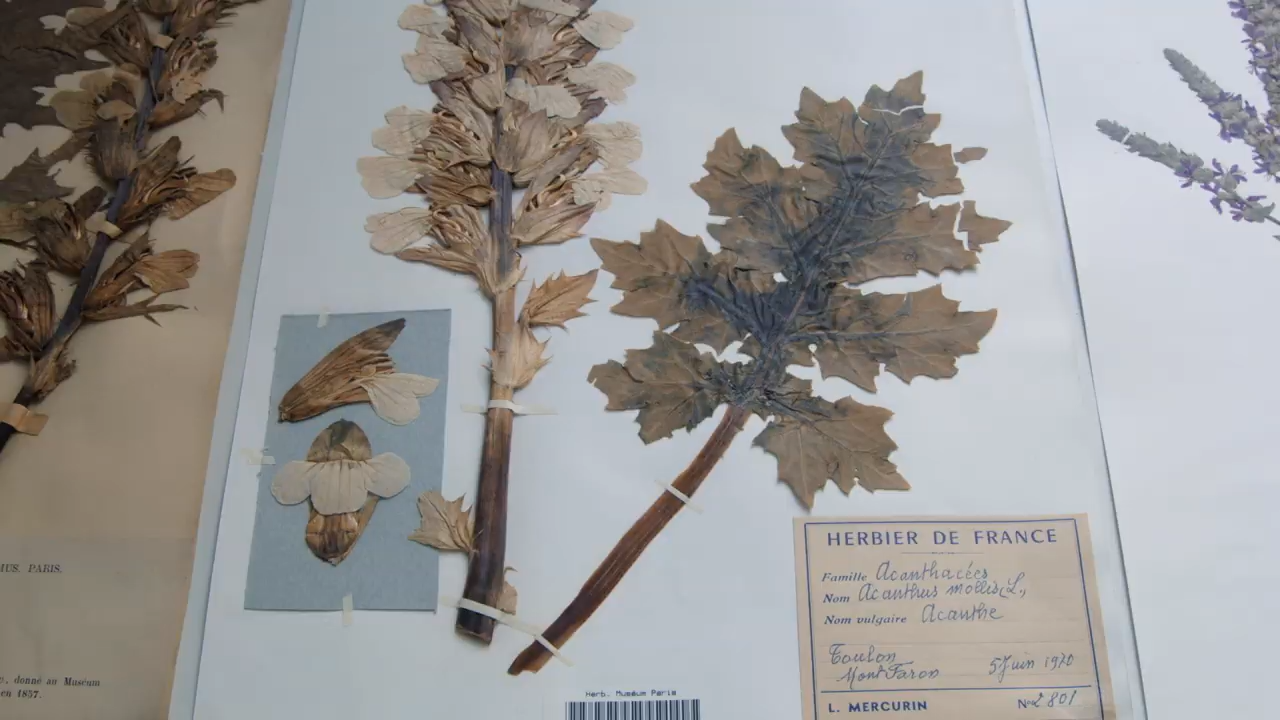 MUS. PARIS.
donné au Muséum
en 1857.
HERBIER DE FRANCE
Famille Acanthacées
Nom Acanthus mollis (L.,
Nom vulgaire Acanthe
Toulon
Mont Faron 5 Juin 1920
L. MERCURIN N° 2801
Herb. Muséum Paris